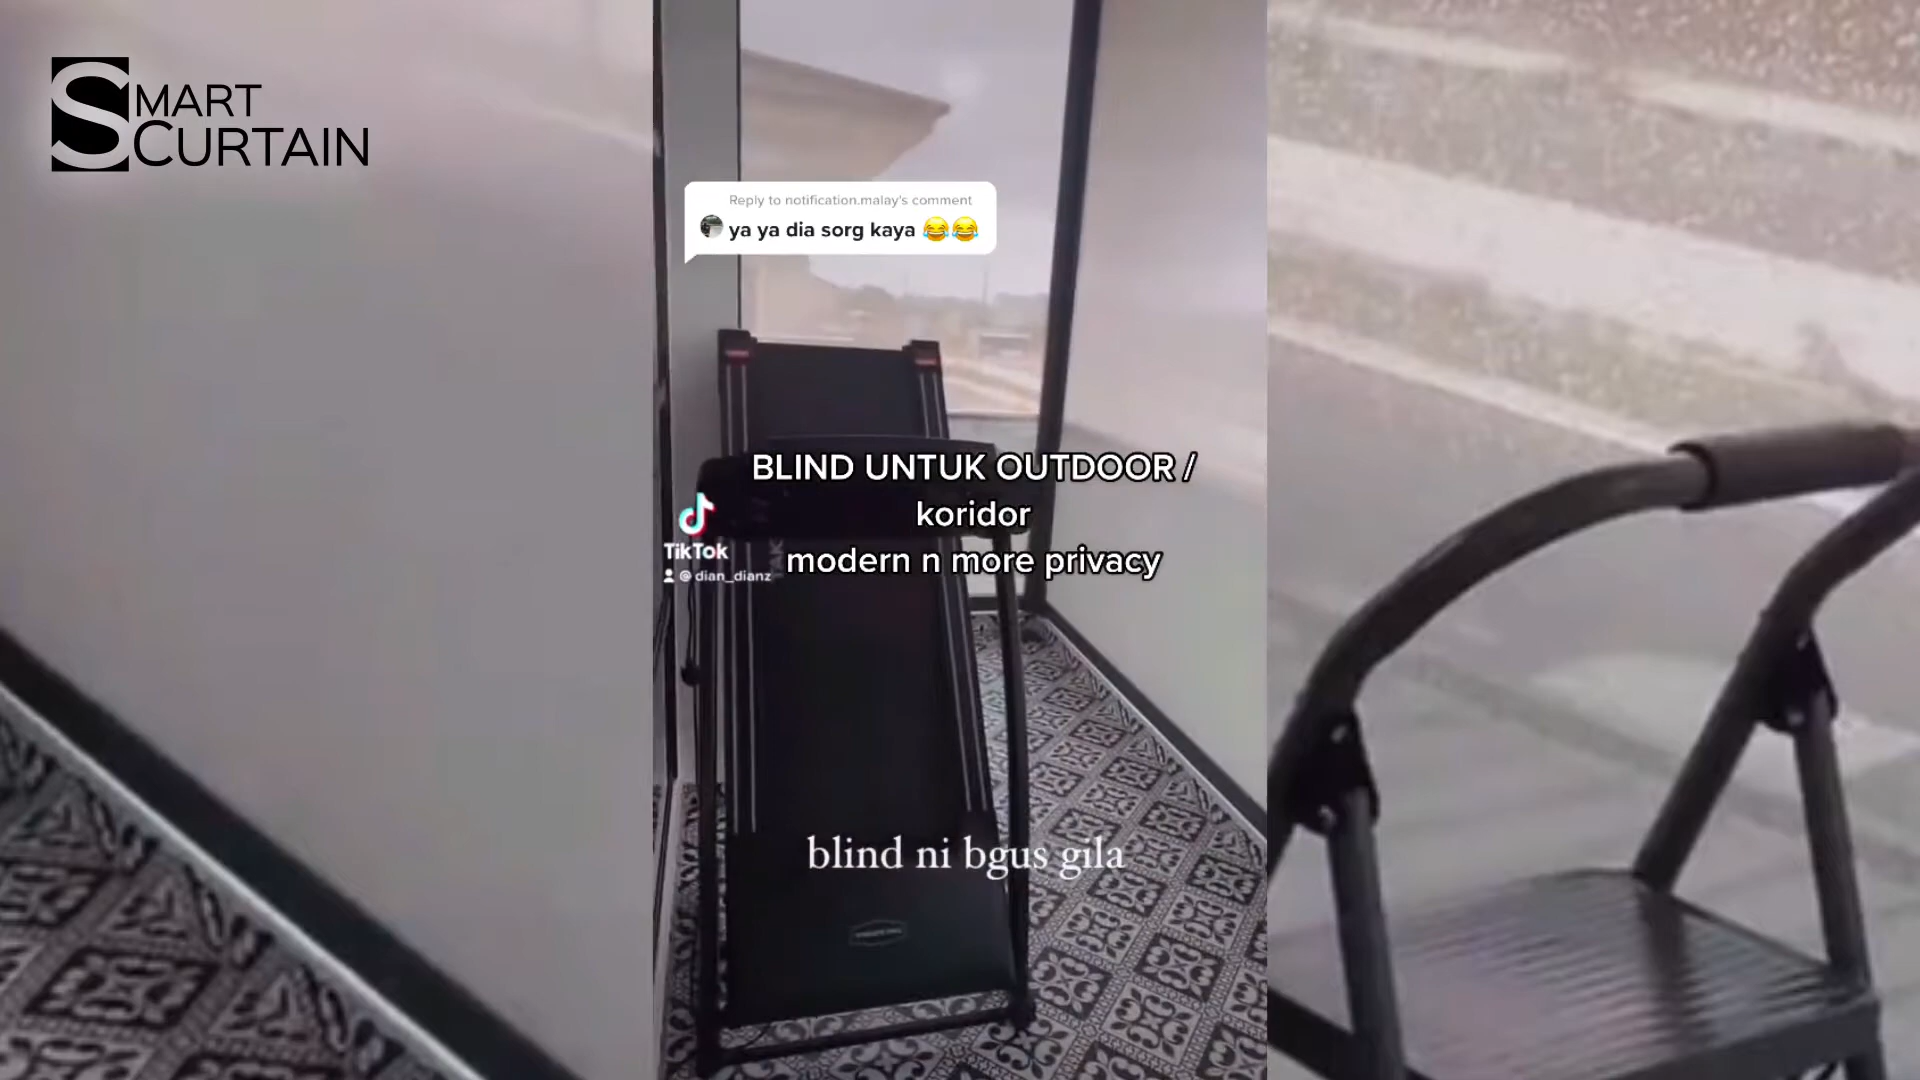 SMART
CURTAIN
Reply to notification.malay's comment
ya ya dia sorg kaya 😂😂
BLIND UNTUK OUTDOOR /
koridor
modern n more privacy
TikTok
@ dian_dianz
blind ni bgus gila